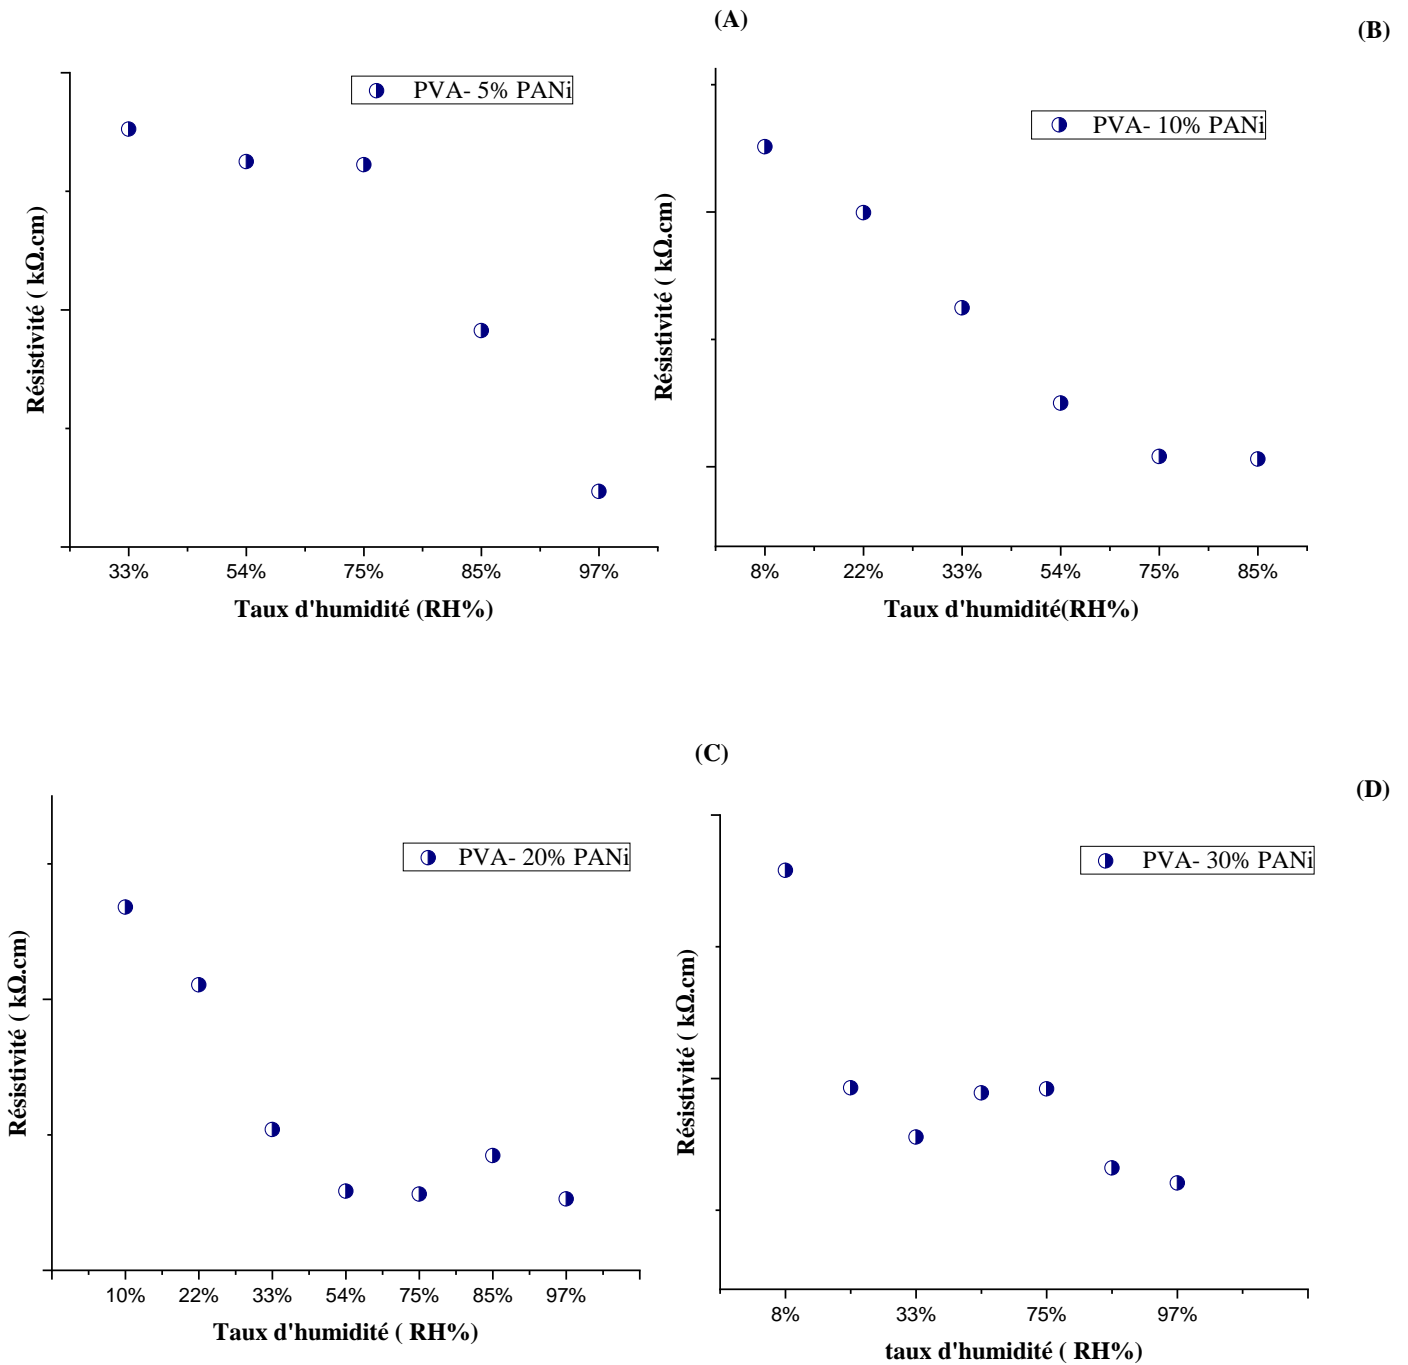 (A)
PVA- 5% PANi
Résistivité ( kΩ.cm)
33% 54% 75% 85% 97%
Taux d'humidité (RH%)
(B)
PVA- 10% PANi
Résistivité ( kΩ.cm)
8% 22% 33% 54% 75% 85%
Taux d'humidité(RH%)
(C)
PVA- 20% PANi
Résistivité ( kΩ.cm)
10% 22% 33% 54% 75% 85% 97%
Taux d'humidité ( RH%)
(D)
PVA- 30% PANi
Résistivité ( kΩ.cm)
8% 33% 75% 97%
taux d'humidité ( RH%)